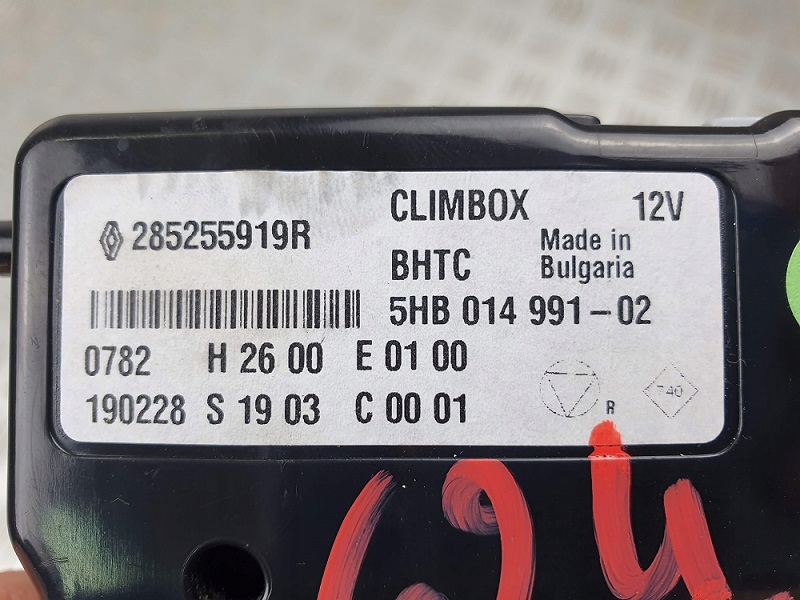 285255919R
CLIMBOX 12V
BHTC
Made in
Bulgaria
5HB 014 991-02
0782 H 26 00 E 01 00
190228 S 19 03 C 00 01
R
740